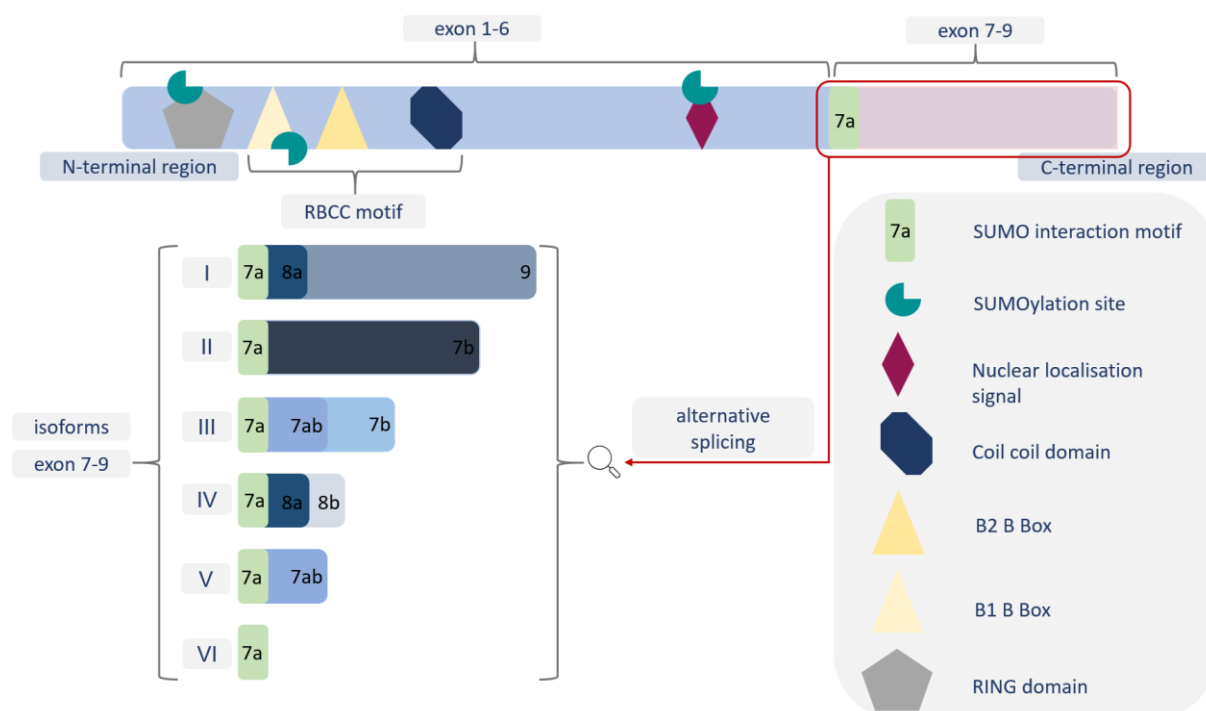 exon 1-6
exon 7-9
7a
N-terminal region
C-terminal region
RBCC motif
I
7a
8a
9
II
7a
7b
III
7a
7ab
7b
IV
7a
8a
8b
V
7a
7ab
VI
7a
isoforms
exon 7-9
alternative
splicing
7a
SUMO interaction motif
SUMOylation site
Nuclear localisation
signal
Coil coil domain
B2 B Box
B1 B Box
RING domain